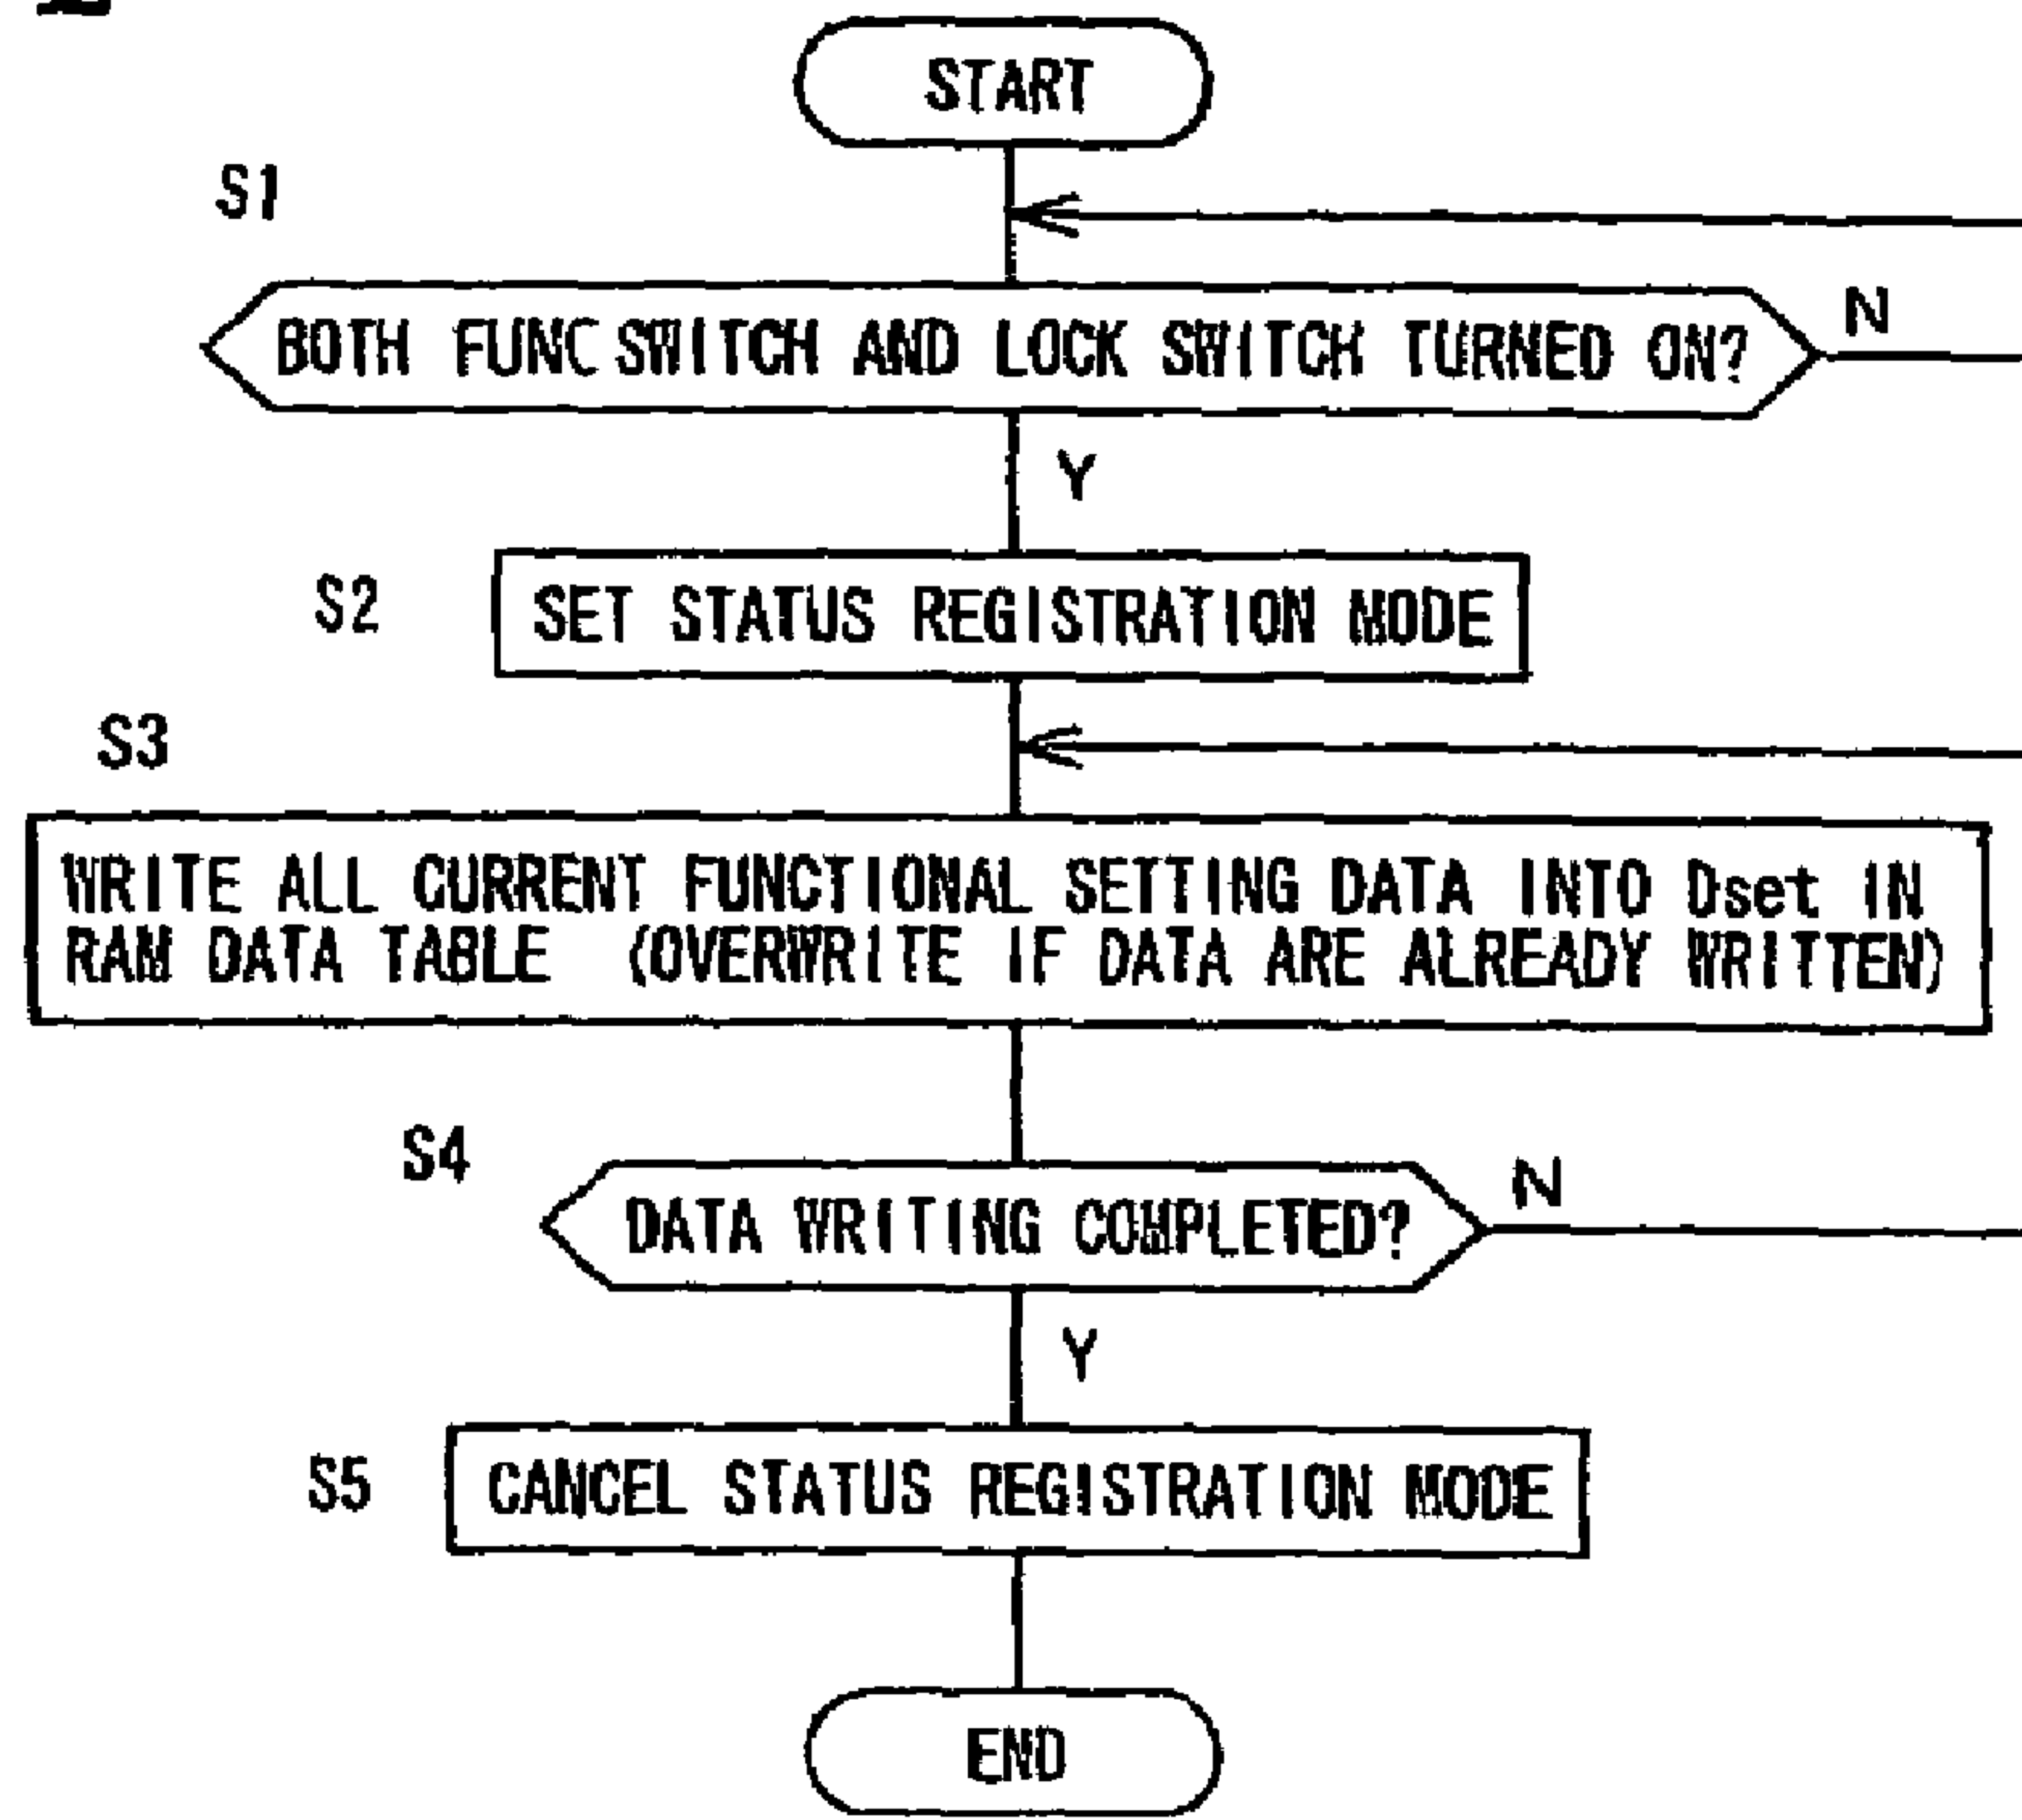 START
S1
BOTH FUNC SWITCH AND LOCK SWITCH TURNED ON?
N
Y
S2
SET STATUS REGISTRATION MODE
S3
WRITE ALL CURRENT FUNCTIONAL SETTING DATA INTO Dset IN
RAM DATA TABLE (OVERWRITE IF DATA ARE ALREADY WRITTEN)
S4
N
DATA WRITING COMPLETED?
Y
S5
CANCEL STATUS REGISTRATION MODE
END